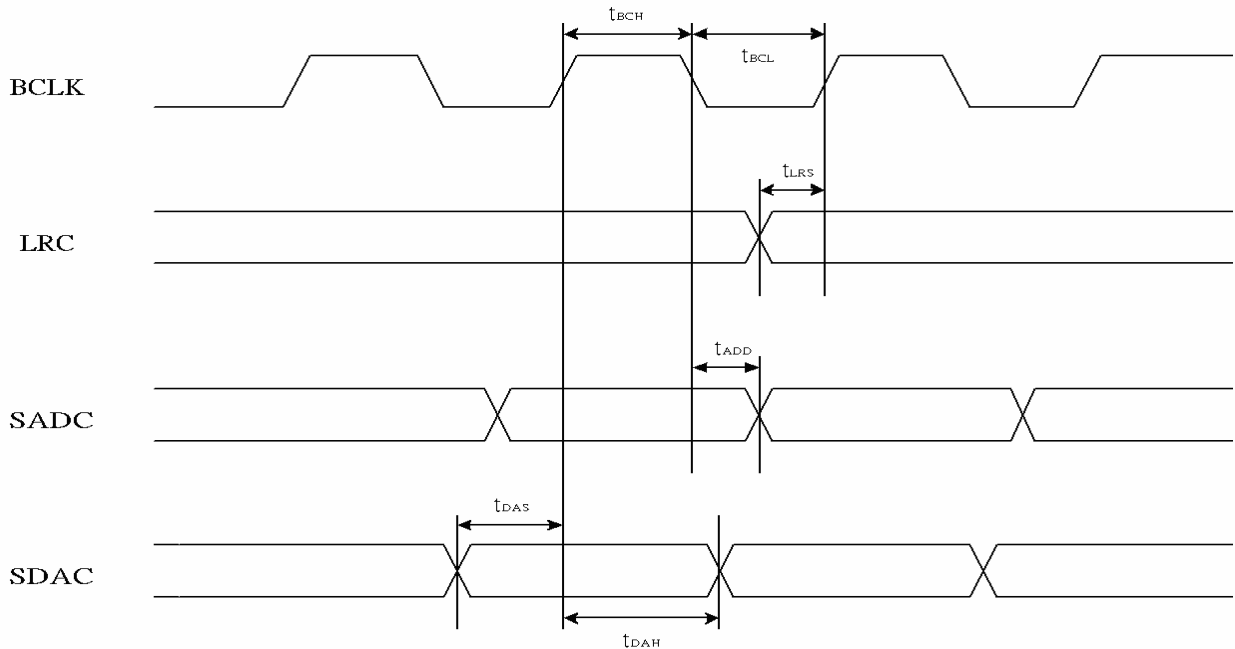 tBCH
tBCL
BCLK
tLRS
LRC
tADD
SADC
tDAS
SDAC
tDAH